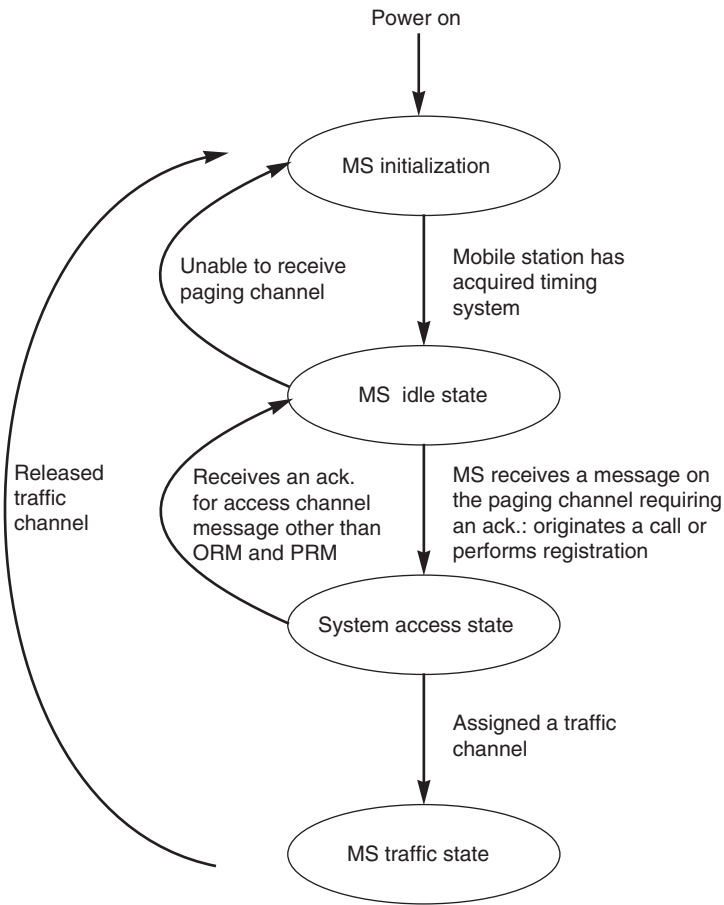 Power on
MS initialization
Unable to receive
paging channel
Mobile station has
acquired timing
system
MS idle state
Released
traffic
channel
Receives an ack.
for access channel
message other than
ORM and PRM
MS receives a message on
the paging channel requiring
an ack.: originates a call or
performs registration
System access state
Assigned a traffic
channel
MS traffic state